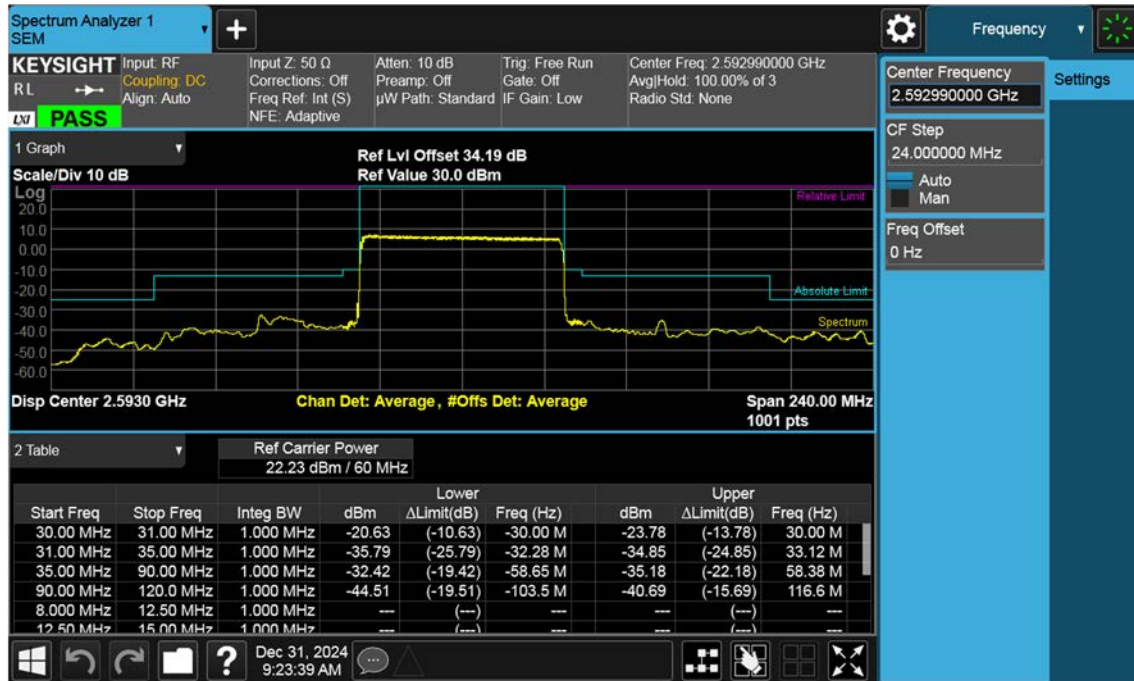 Spectrum Analyzer 1
SEM
Frequency
KEYSIGHT
R L
LXI
PASS
Input: RF
Coupling: DC
Align: Auto
Input Z: 50 Ω
Corrections: Off
Freq Ref: Int (S)
NFE: Adaptive
Atten: 10 dB
Preamp: Off
µW Path: Standard
Trig: Free Run
Gate: Off
IF Gain: Low
Center Freq: 2.592990000 GHz
Avg|Hold: 100.00% of 3
Radio Std: None
Center Frequency
2.592990000 GHz
Settings
CF Step
24.000000 MHz
Auto
Man
Freq Offset
0 Hz
1 Graph
Scale/Div 10 dB
Ref Lvl Offset 34.19 dB
Ref Value 30.0 dBm
Log
20.0
10.0
0.00
-10.0
-20.0
-30.0
-40.0
-50.0
-60.0
Relative Limit
Absolute Limit
Spectrum
Disp Center 2.5930 GHz
Chan Det: Average, #Offs Det: Average
Span 240.00 MHz
1001 pts
2 Table
Ref Carrier Power
22.23 dBm / 60 MHz
Lower Upper
Start Freq Stop Freq Integ BW dBm ΔLimit(dB) Freq (Hz) dBm ΔLimit(dB) Freq (Hz)
30.00 MHz 31.00 MHz 1.000 MHz -20.63 (-10.63) -30.00 M -23.78 (-13.78) 30.00 M
31.00 MHz 35.00 MHz 1.000 MHz -35.79 (-25.79) -32.28 M -34.85 (-24.85) 33.12 M
35.00 MHz 90.00 MHz 1.000 MHz -32.42 (-19.42) -58.65 M -35.18 (-22.18) 58.38 M
90.00 MHz 120.0 MHz 1.000 MHz -44.51 (-19.51) -103.5 M -40.69 (-15.69) 116.6 M
8.000 MHz 12.50 MHz 1.000 MHz --- (---) --- --- (---) ---
12.50 MHz 15.00 MHz 1.000 MHz --- (---) --- --- (---) ---
?
Dec 31, 2024
9:23:39 AM